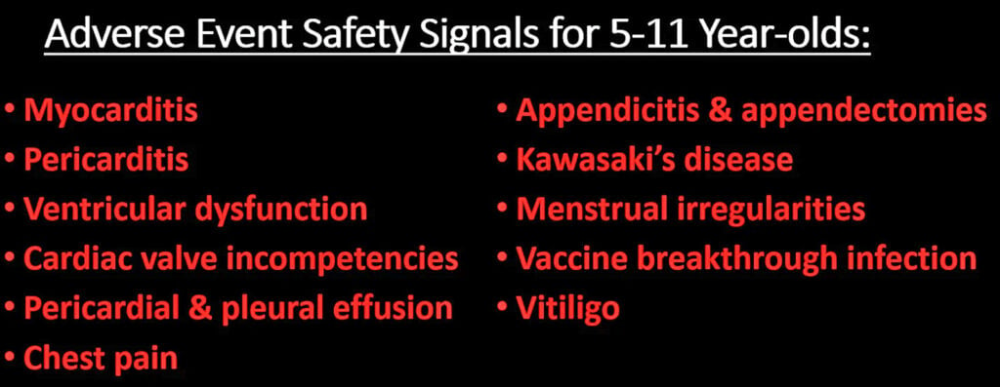 Adverse Event Safety Signals for 5-11 Year-olds:
• Myocarditis
• Pericarditis
• Ventricular dysfunction
• Cardiac valve incompetencies
• Pericardial & pleural effusion
• Chest pain
• Appendicitis & appendectomies
• Kawasaki's disease
• Menstrual irregularities
• Vaccine breakthrough infection
• Vitiligo